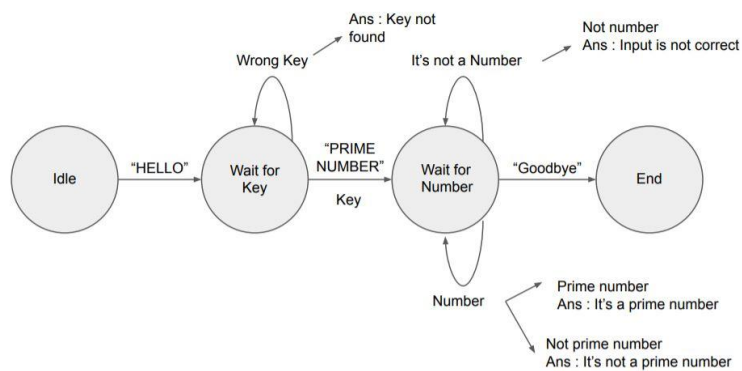 Ans : Key not
found
Not number
Ans : Input is not correct
Wrong Key
It's not a Number
Idle
"HELLO"
Wait for
Key
"PRIME
NUMBER"
Key
Wait for
Number
"Goodbye"
End
Number
Prime number
Ans : It's a prime number
Not prime number
Ans : It's not a prime number